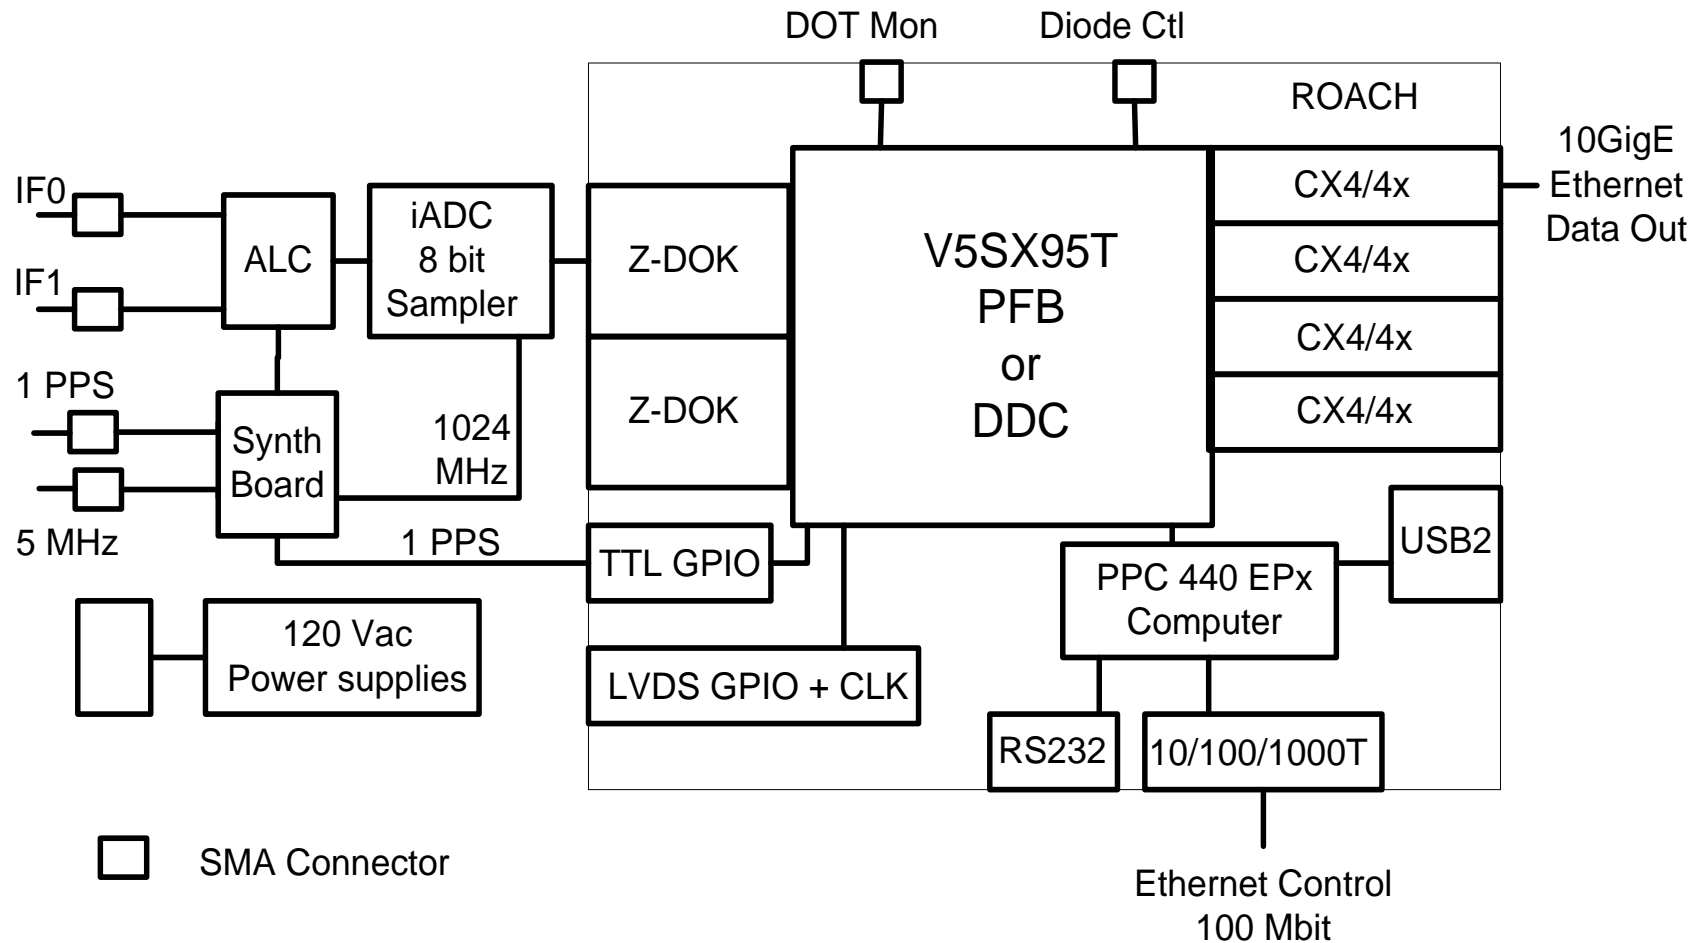 DOT Mon
Diode Ctl
ROACH
10GigE
Ethernet
Data Out
IF0
IF1
ALC
iADC
8 bit
Sampler
Z-DOK
Z-DOK
V5SX95T
PFB
or
DDC
CX4/4x
CX4/4x
CX4/4x
CX4/4x
1 PPS
5 MHz
Synth
Board
1024
MHz
1 PPS
TTL GPIO
LVDS GPIO + CLK
PPC 440 EPx
Computer
USB2
RS232
10/100/1000T
120 Vac
Power supplies
SMA Connector
Ethernet Control
100 Mbit